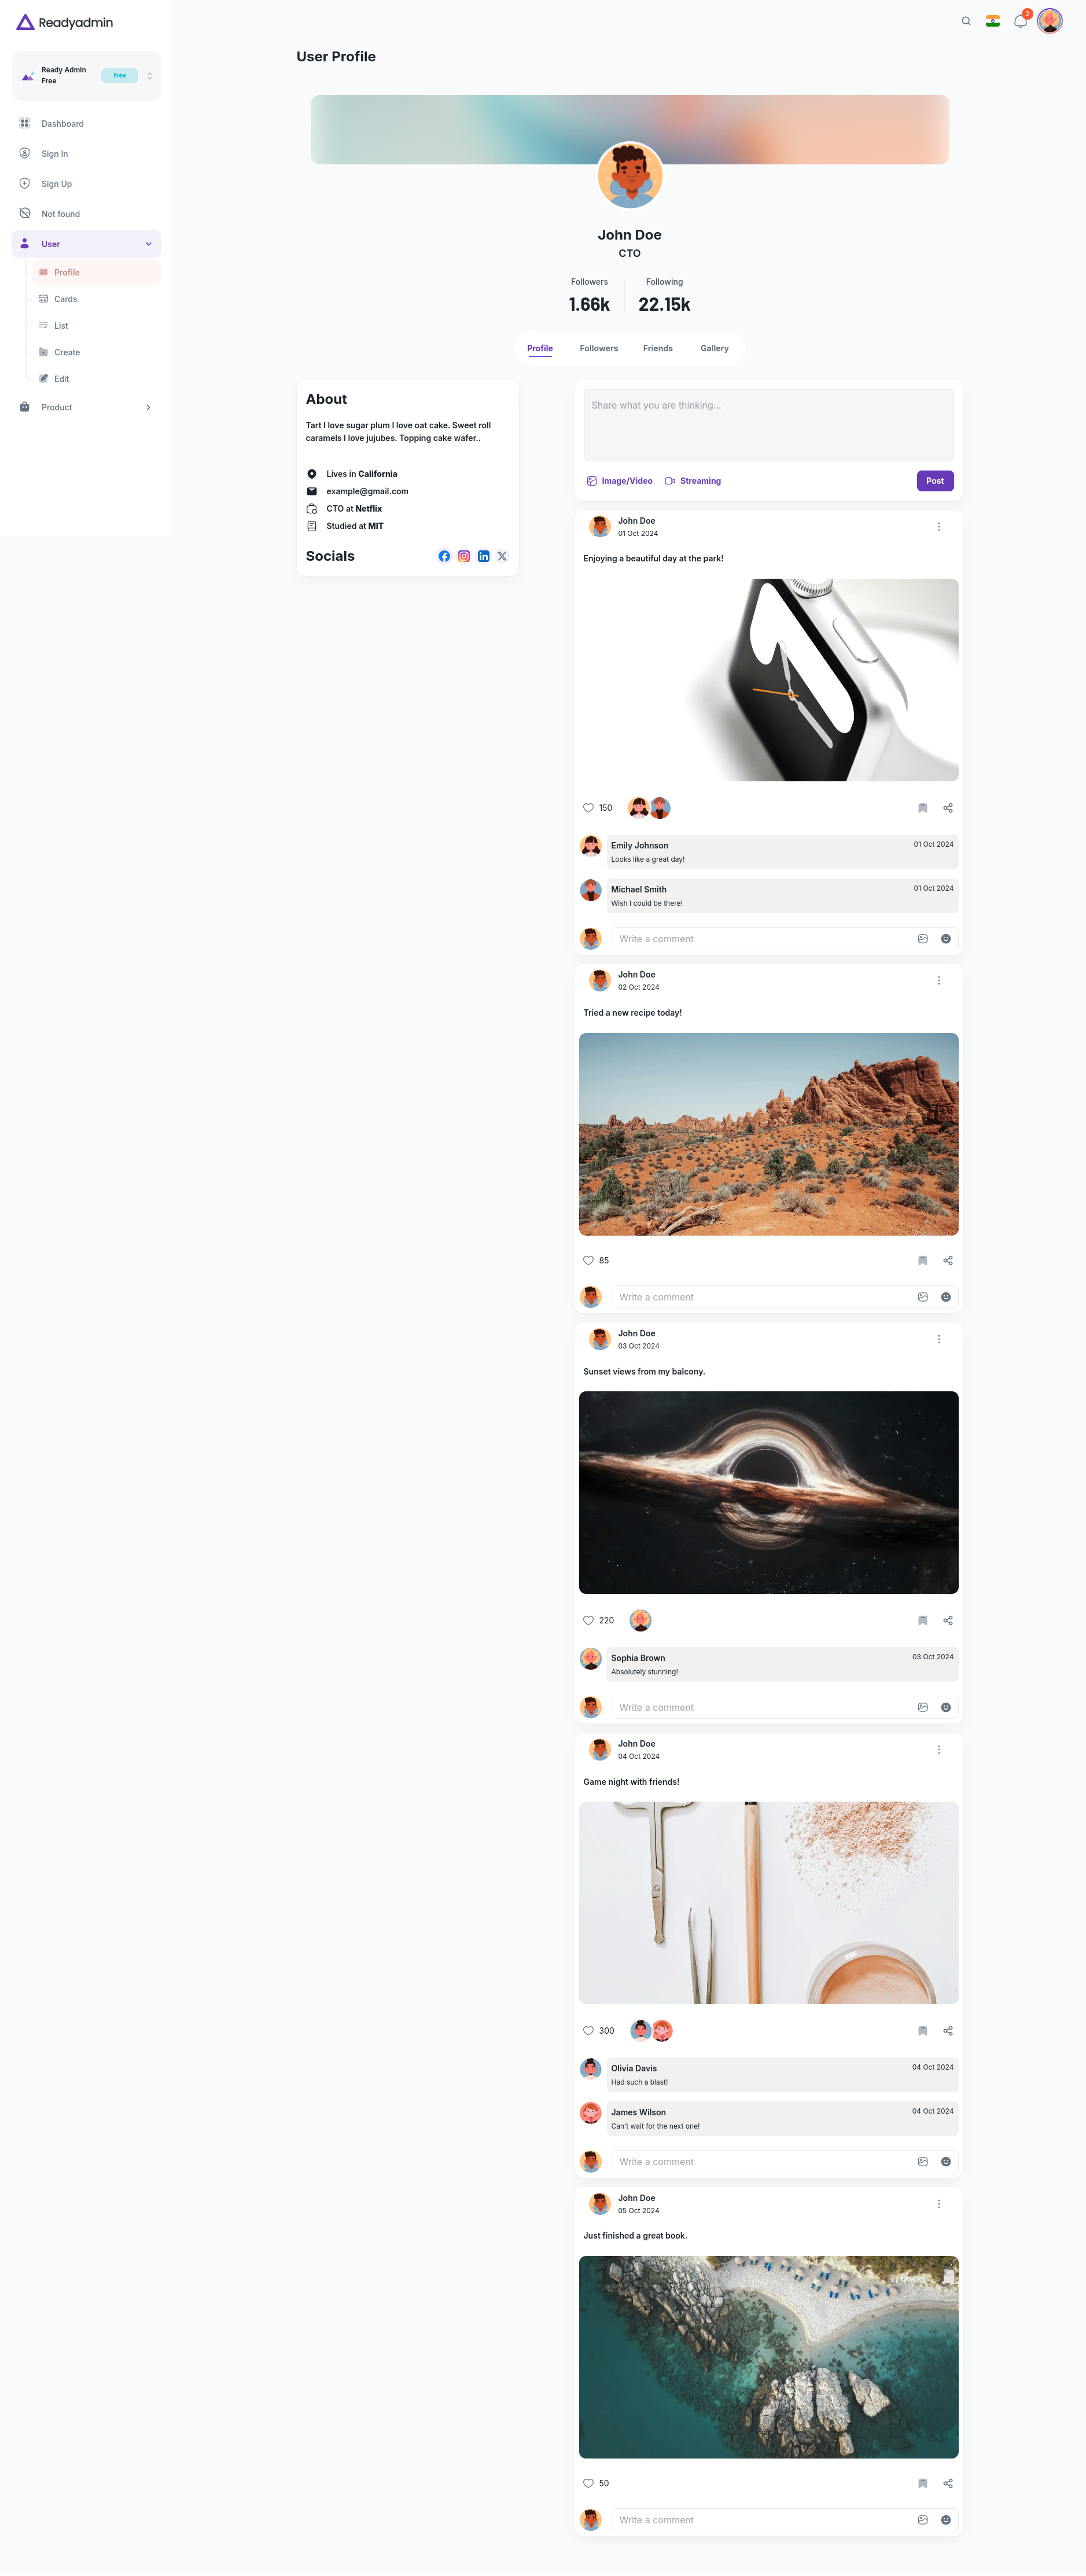 Readyadmin
2
Ready Admin
Free
Free
Dashboard
Sign In
Sign Up
Not found
User
Profile
Cards
List
Create
Edit
Product
User Profile
John Doe
CTO
Followers
1.66k
Following
22.15k
Profile
Followers
Friends
Gallery
About
Tart I love sugar plum I love oat cake. Sweet roll
caramels I love jujubes. Topping cake wafer..
Lives in California
example@gmail.com
CTO at Netflix
Studied at MIT
Socials
Share what you are thinking...
Image/Video
Streaming
Post
John Doe
01 Oct 2024
Enjoying a beautiful day at the park!
150
Emily Johnson
01 Oct 2024
Looks like a great day!
Michael Smith
01 Oct 2024
Wish I could be there!
Write a comment
John Doe
02 Oct 2024
Tried a new recipe today!
85
Write a comment
John Doe
03 Oct 2024
Sunset views from my balcony.
220
Sophia Brown
03 Oct 2024
Absolutely stunning!
Write a comment
John Doe
04 Oct 2024
Game night with friends!
300
Olivia Davis
04 Oct 2024
Had such a blast!
James Wilson
04 Oct 2024
Can't wait for the next one!
Write a comment
John Doe
05 Oct 2024
Just finished a great book.
50
Write a comment